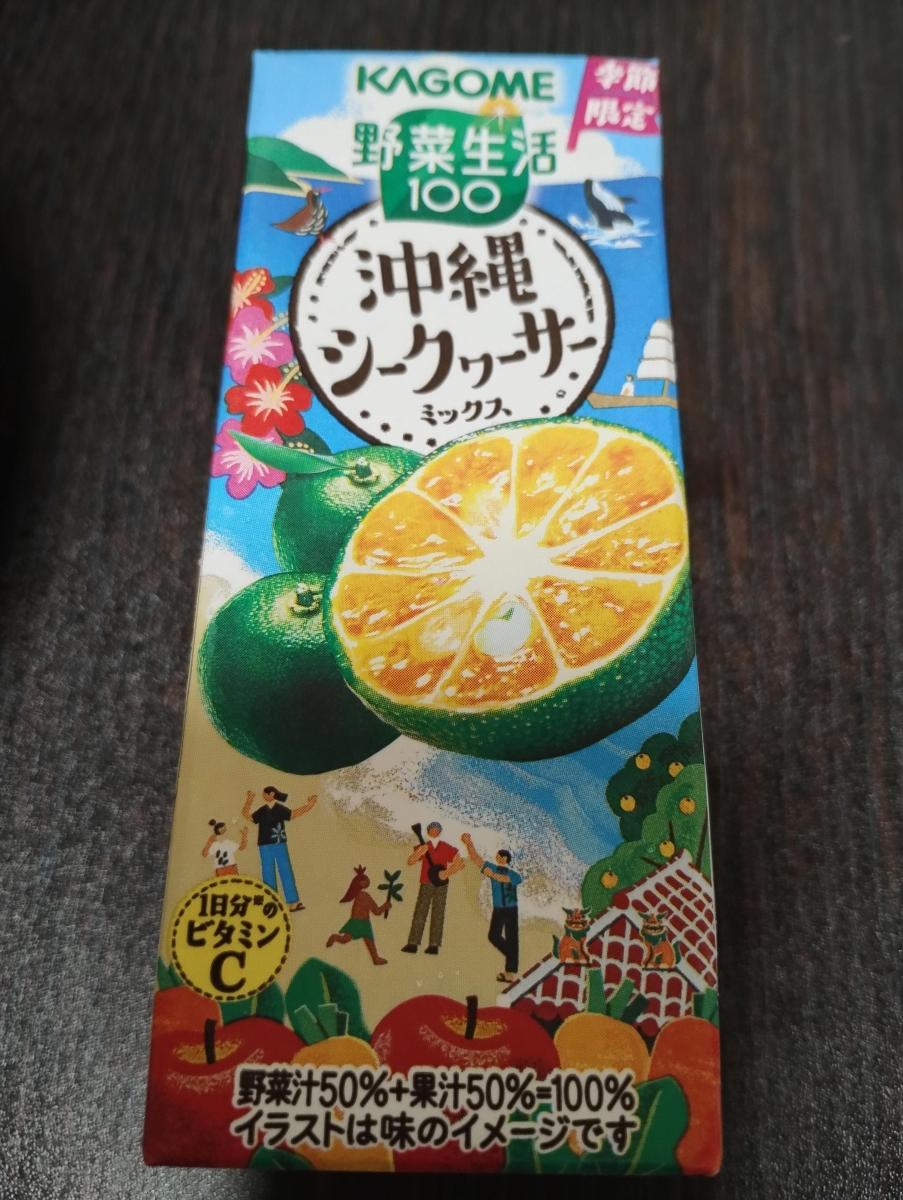 KAGOME
季節
限定
野菜生活
100
沖縄
シークヮーサー
ミックス
1日分※の
ビタミン
C
野菜汁50%+果汁50%=100%
イラストは味のイメージです